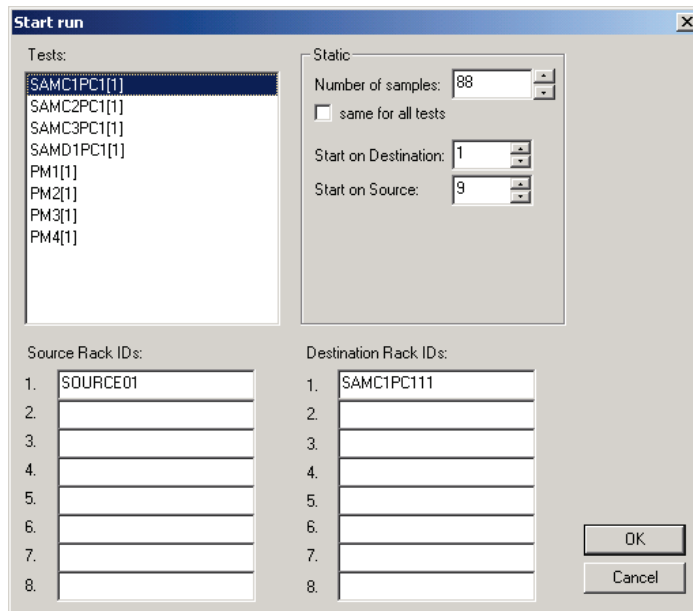 Start run
Tests:
SAMC1PC1[1]
SAMC2PC1[1]
SAMC3PC1[1]
SAMD1PC1[1]
PM1[1]
PM2[1]
PM3[1]
PM4[1]
Static
Number of samples: 88
same for all tests
Start on Destination: 1
Start on Source: 9
Source Rack IDs:
1. SOURCE01
2.
3.
4.
5.
6.
7.
8.
Destination Rack IDs:
1. SAMC1PC111
2.
3.
4.
5.
6.
7.
8.
OK
Cancel